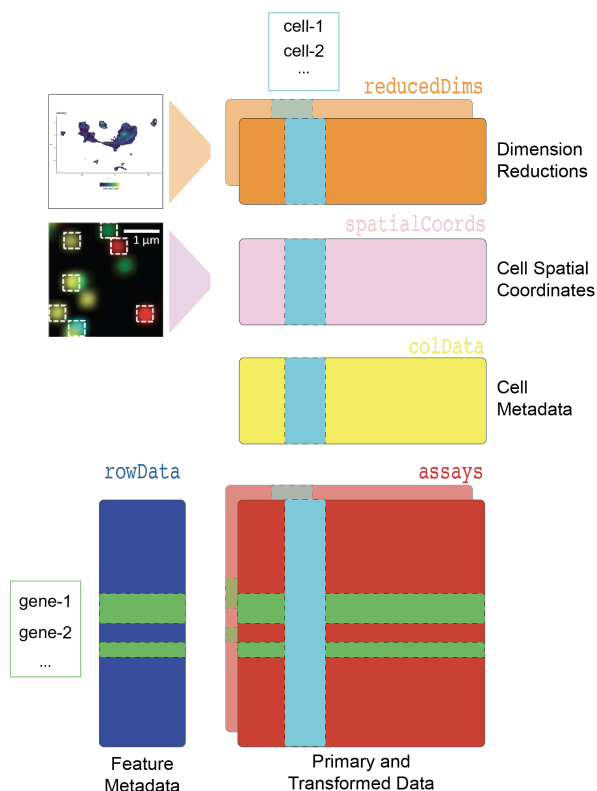 cell-1
cell-2
...
reducedDims
Dimension
Reductions
spatialCoords
1 µm
Cell Spatial
Coordinates
colData
Cell
Metadata
rowData
assays
gene-1
gene-2
...
Feature
Metadata
Primary and
Transformed Data